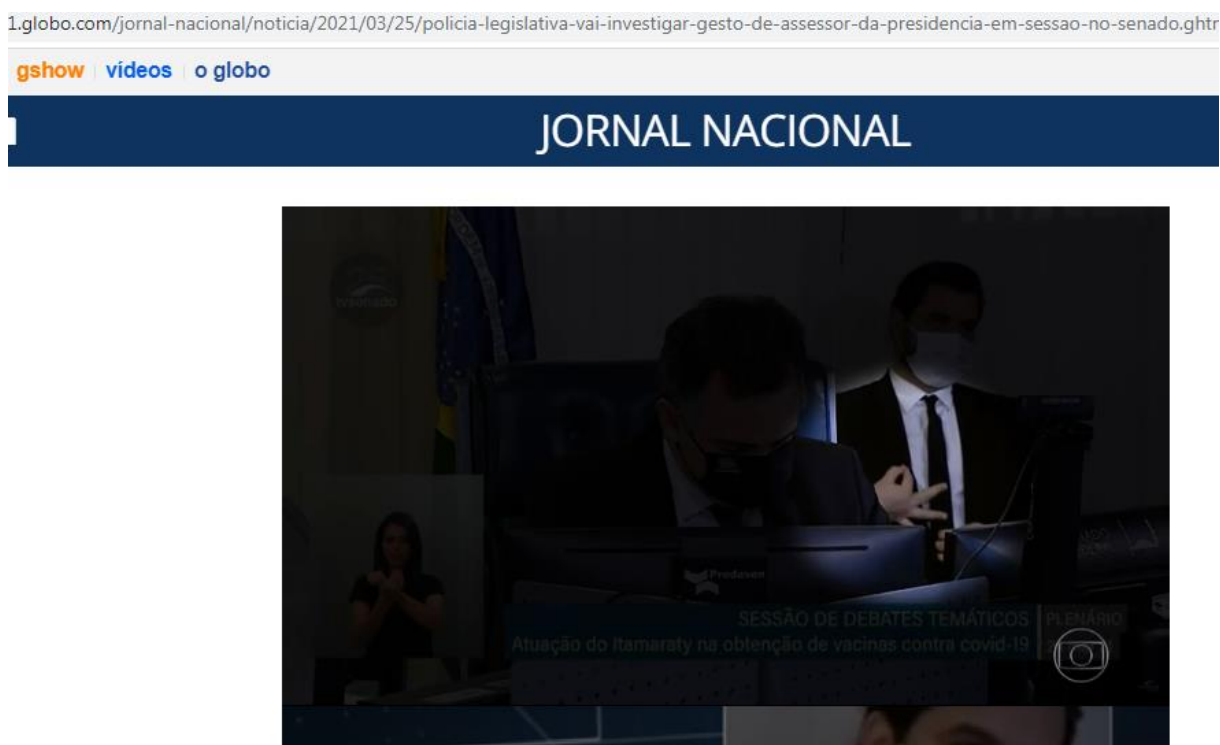 1.globo.com/jornal-nacional/noticia/2021/03/25/policia-legislativa-vai-investigar-gesto-de-assessor-da-presidencia-em-sessao-no-senado.ghtm
gshow vídeos o globo
JORNAL NACIONAL
tvsenado
Predaven
SESSÃO DE DEBATES TEMÁTICOS PLENÁRIO
Atuação do Itamaraty na obtenção de vacinas contra covid-19